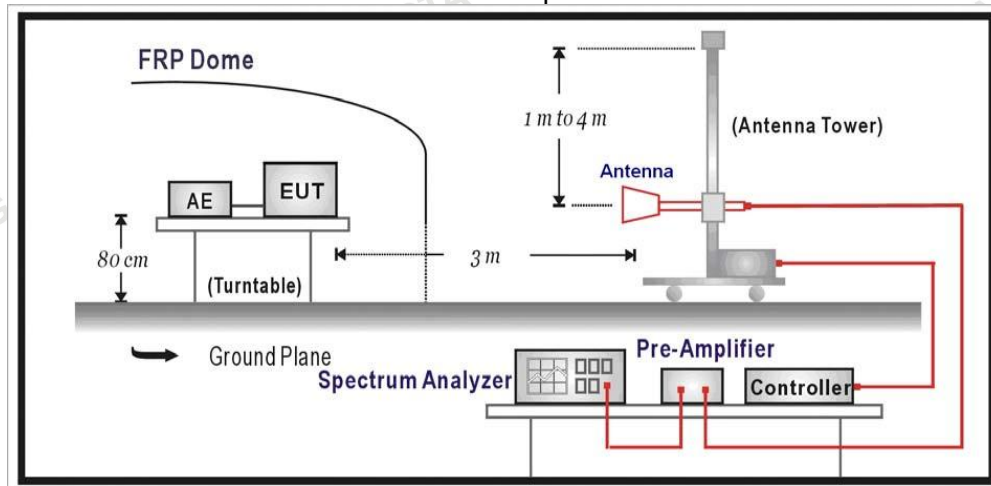 FRP Dome
1 m to 4 m
(Antenna Tower)
Antenna
AE
EUT
80 cm
3 m
(Turntable)
Ground Plane
Pre-Amplifier
Spectrum Analyzer
Controller